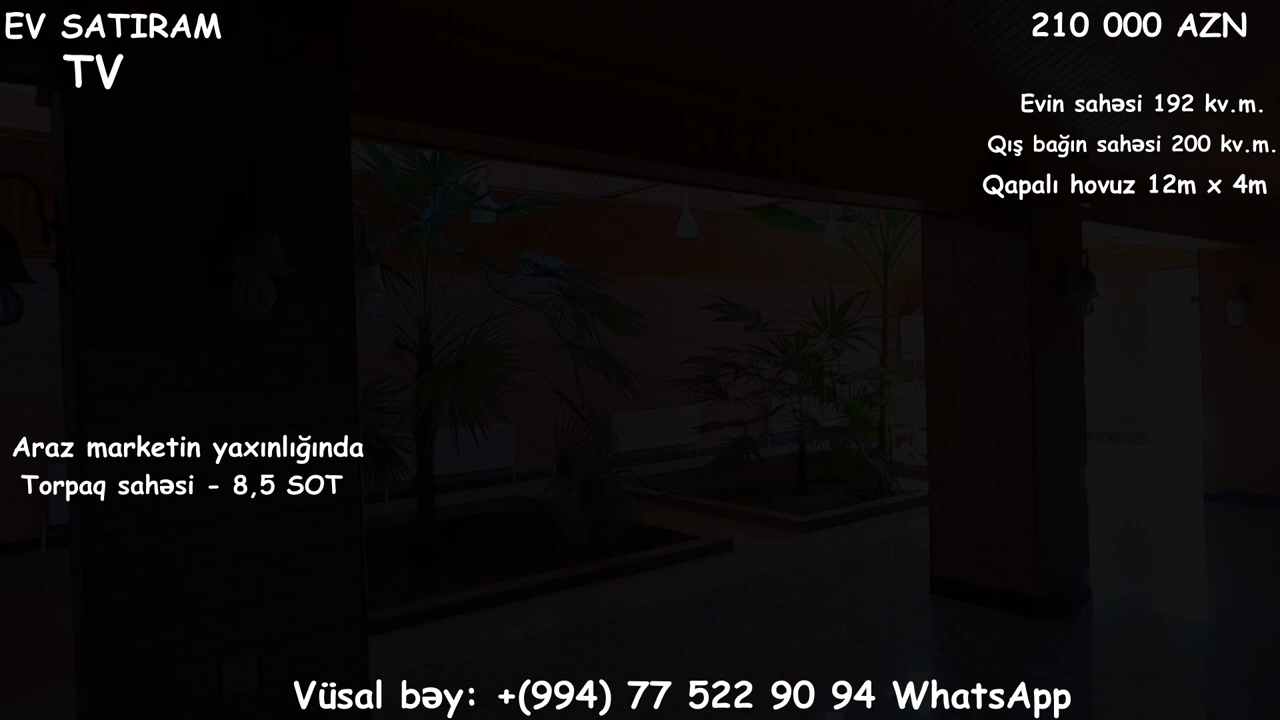 EV SATIRAM
TV
210 000 AZN
Evin sahəsi 192 kv.m.
Qış bağın sahəsi 200 kv.m.
Qapalı hovuz 12m x 4m
Araz marketin yaxınlığında
Torpaq sahəsi - 8,5 SOT
Vüsal bəy: +(994) 77 522 90 94 WhatsApp